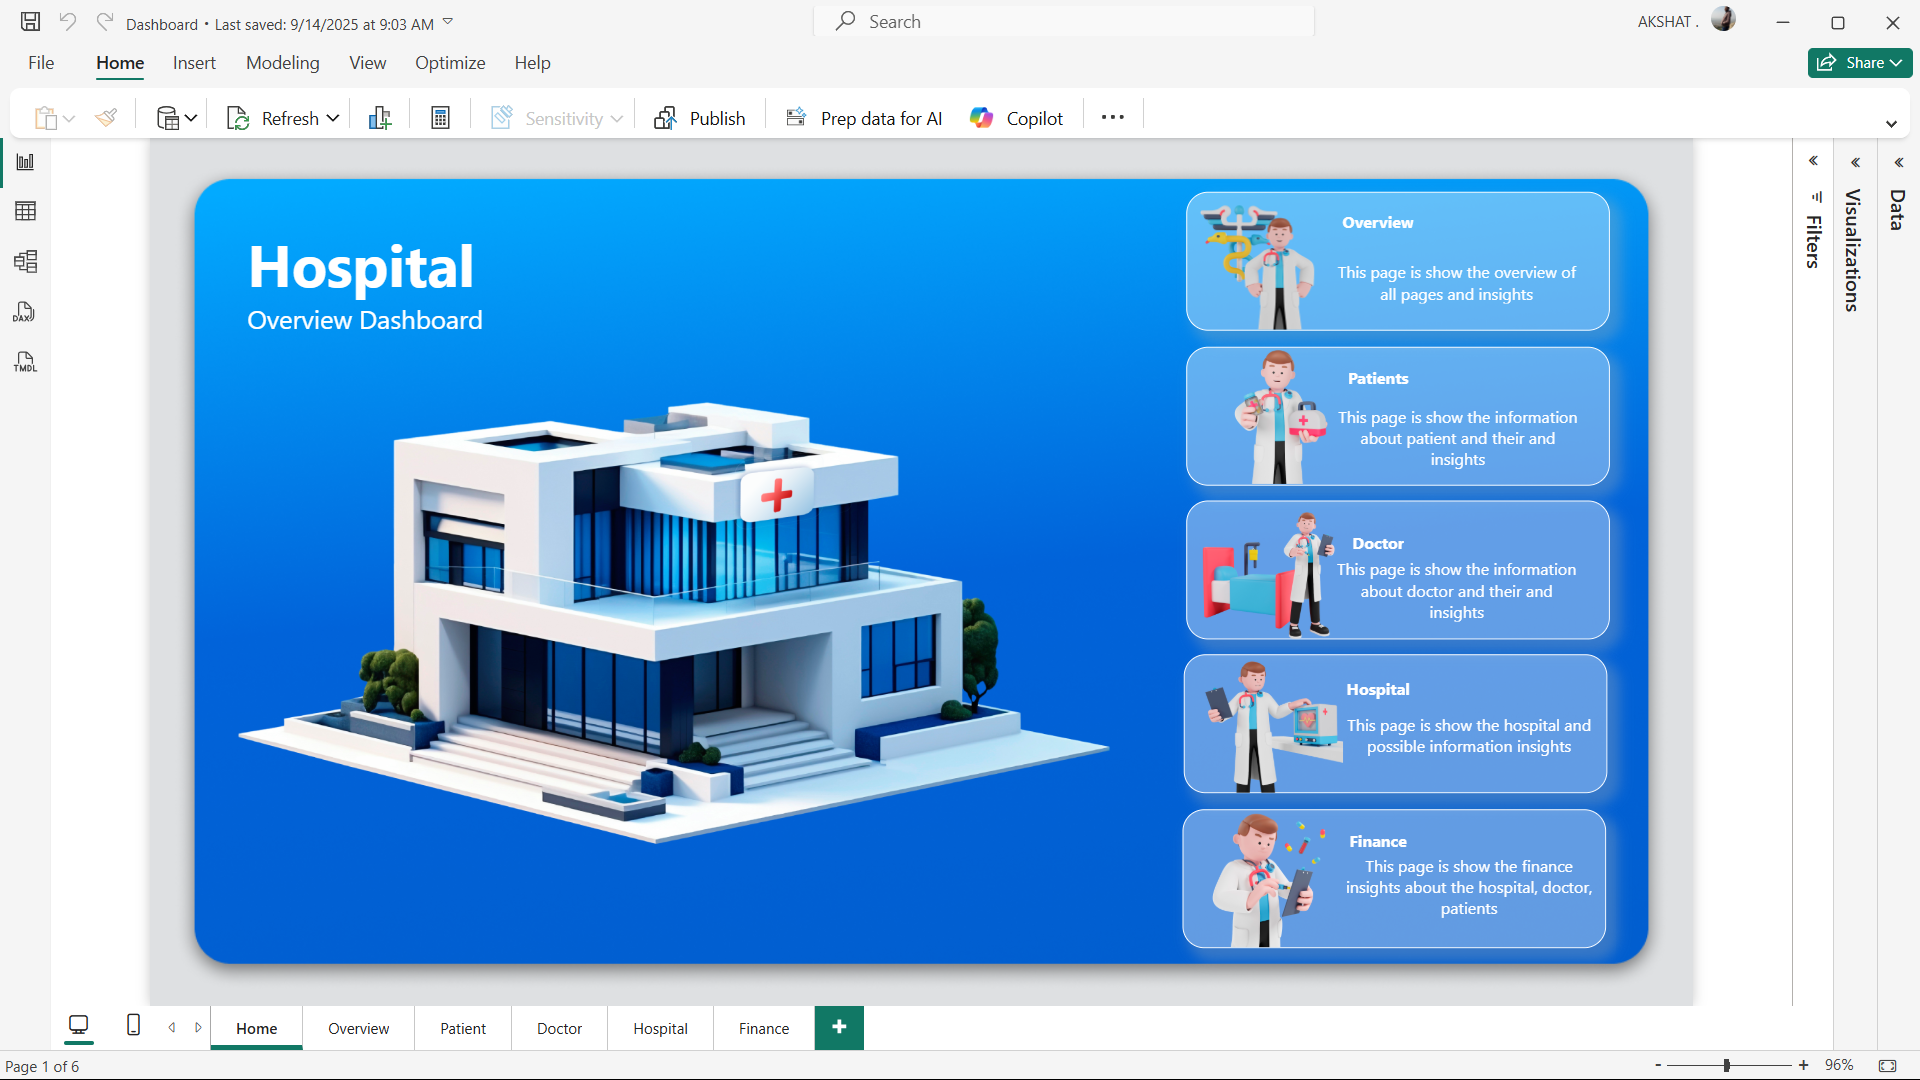 Dashboard • Last saved: 9/14/2025 at 9:03 AM
Search
AKSHAT .
File Home Insert Modeling View Optimize Help
Share
Refresh
Sensitivity
Publish
Prep data for AI
Copilot
DAX
TMDL
Hospital
Overview Dashboard
Overview
This page is show the overview of
all pages and insights
Patients
This page is show the information
about patient and their and
insights
Doctor
This page is show the information
about doctor and their and
insights
Hospital
This page is show the hospital and
possible information insights
Finance
This page is show the finance
insights about the hospital, doctor,
patients
Filters
Visualizations
Data
Home Overview Patient Doctor Hospital Finance +
Page 1 of 6
- + 96%